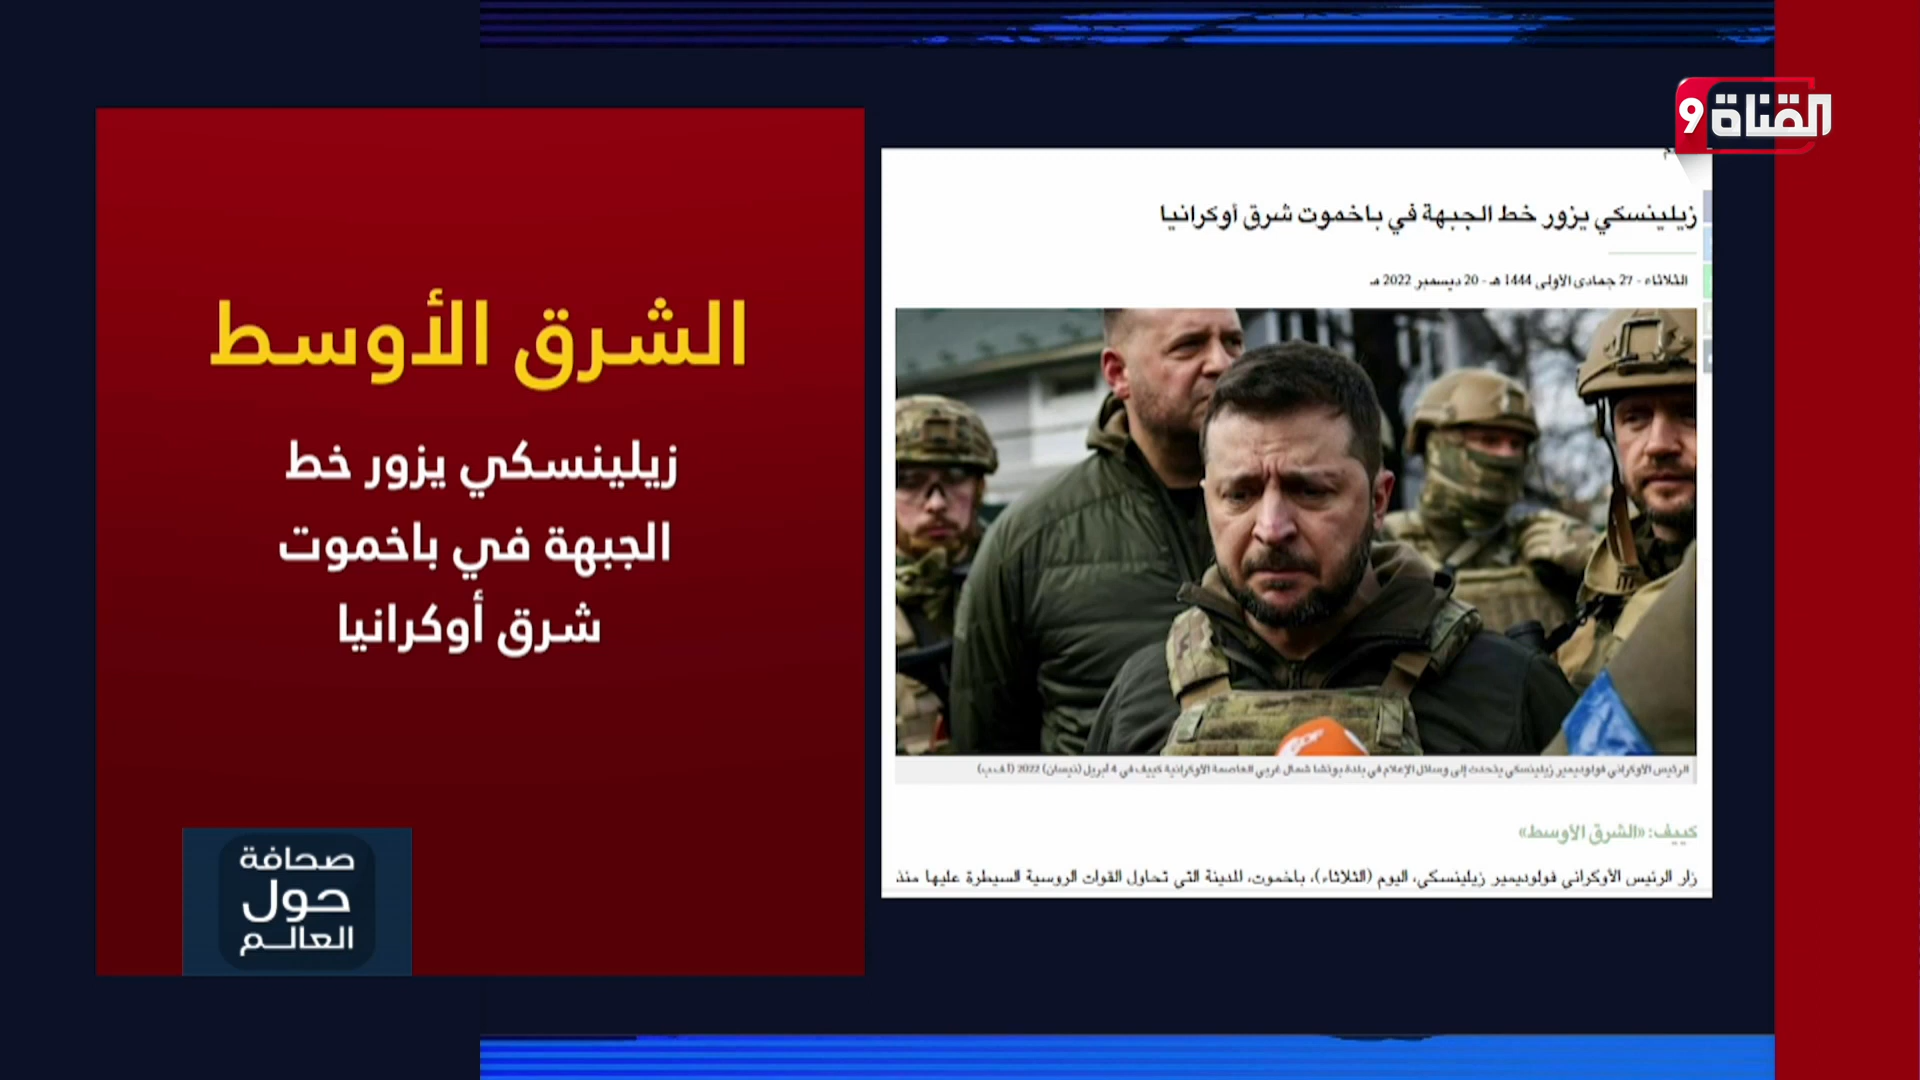 القناة 9
زيلينسكي يزور خط الجبهة في باخموت شرق أوكرانيا
الثلاثاء - 27 جمادى الأولى 1444 هـ - 20 ديسمبر 2022 مـ
الرئيس الأوكراني فولوديمير زيلينسكي يتحدث إلى وسائل الإعلام في بلدة بوتشا شمال غربي العاصمة الأوكرانية كييف في 4 أبريل (نيسان) 2022 (أ.ف.ب)
كييف: «الشرق الأوسط»
زار الرئيس الأوكراني فولوديمير زيلينسكي، اليوم (الثلاثاء)، باخموت، المدينة التي تحاول القوات الروسية السيطرة عليها منذ
الشرق الأوسط
زيلينسكي يزور خط
الجبهة في باخموت
شرق أوكرانيا
صحافة
حول
العالم